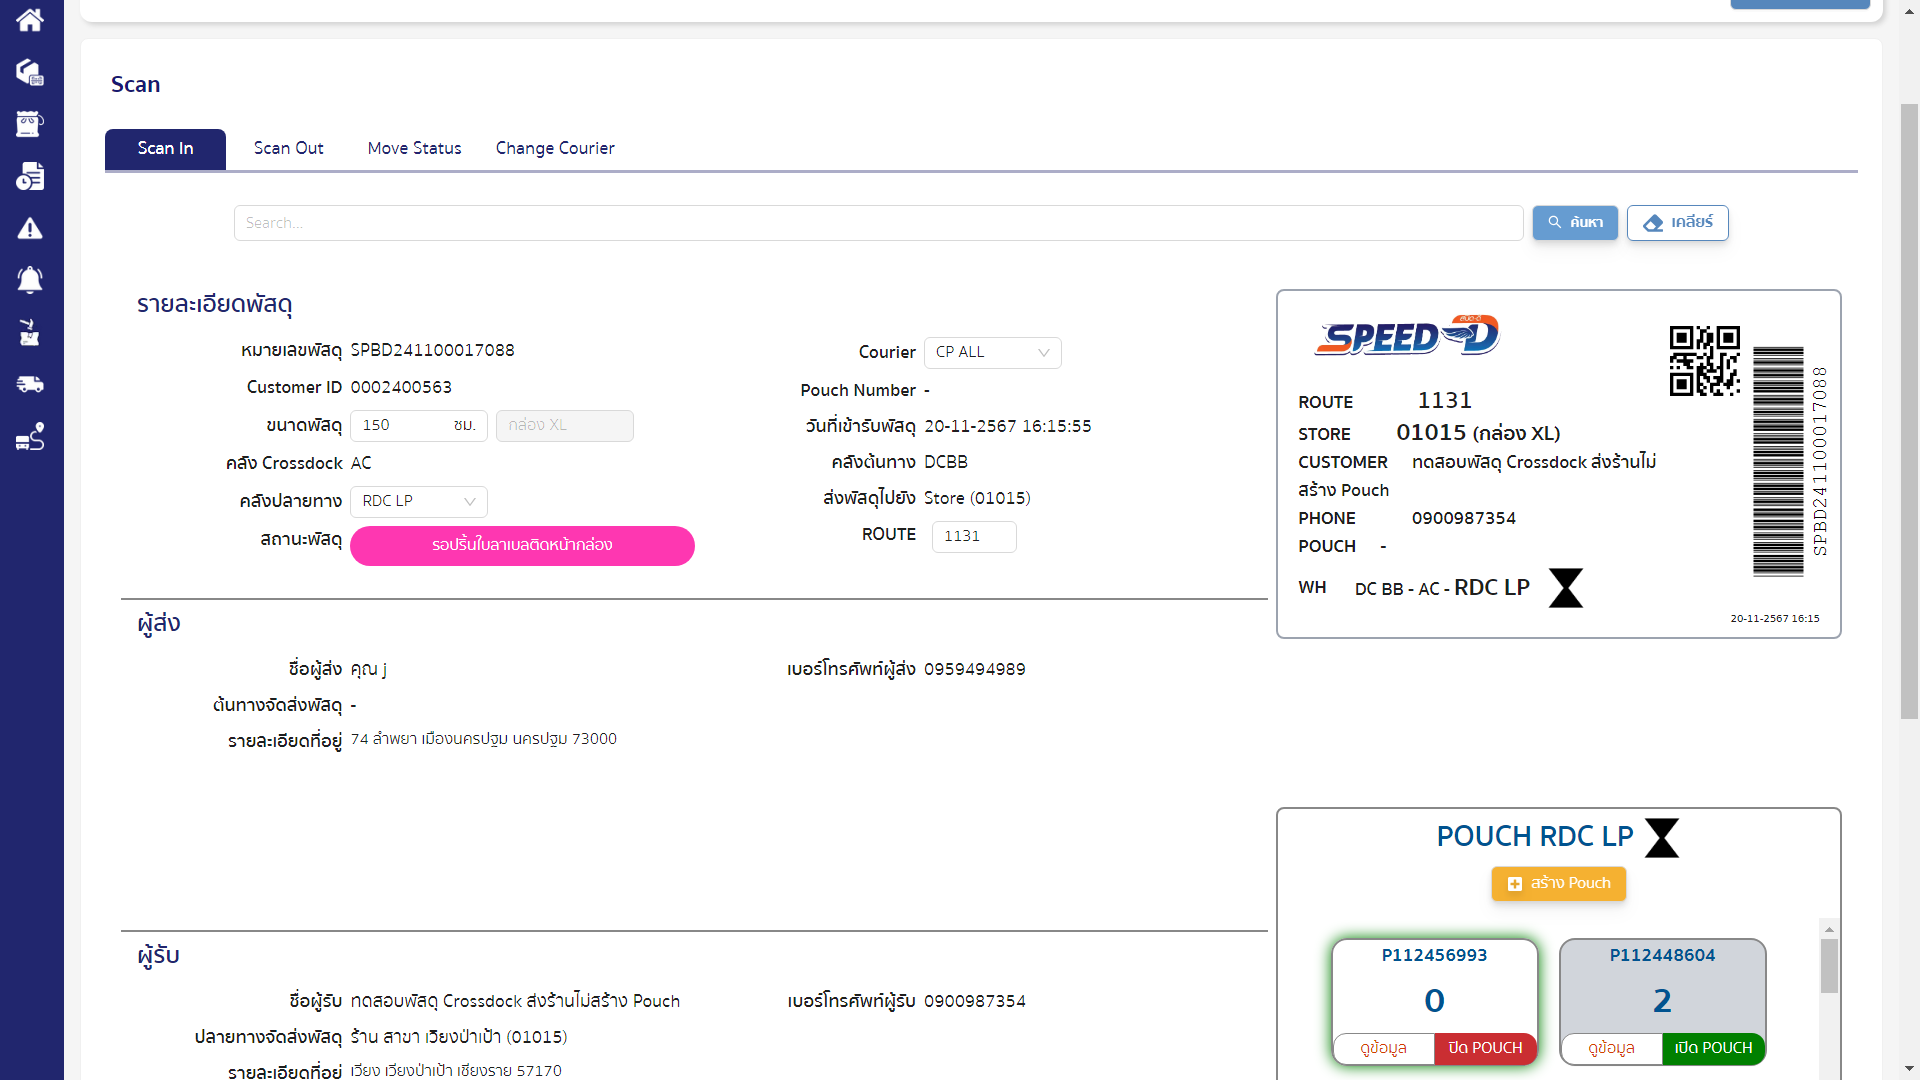 Scan
Scan In
Scan Out
Move Status
Change Courier
Search...
ค้นหา
เคลียร์
รายละเอียดพัสดุ
หมายเลขพัสดุ SPBD241100017088
Customer ID 0002400563
ขนาดพัสดุ 150 ซม. กล่อง XL
คลัง Crossdock AC
คลังปลายทาง RDC LP
สถานะพัสดุ รอปริ้นใบลาเบลติดหน้ากล่อง
Courier CP ALL
Pouch Number -
วันที่เข้ารับพัสดุ 20-11-2567 16:15:55
คลังต้นทาง DCBB
ส่งพัสดุไปยัง Store (01015)
ROUTE 1131
สปีด-ดี
SPEED D
ROUTE 1131
STORE 01015 (กล่อง XL)
CUSTOMER ทดสอบพัสดุ Crossdock ส่งร้านไม่
สร้าง Pouch
PHONE 0900987354
POUCH -
WH DC BB - AC - RDC LP
SPBD241100017088
20-11-2567 16:15
ผู้ส่ง
ชื่อผู้ส่ง คุณ j
ต้นทางจัดส่งพัสดุ -
รายละเอียดที่อยู่ 74 ลำพยา เมืองนครปฐม นครปฐม 73000
เบอร์โทรศัพท์ผู้ส่ง 0959494989
ผู้รับ
ชื่อผู้รับ ทดสอบพัสดุ Crossdock ส่งร้านไม่สร้าง Pouch
ปลายทางจัดส่งพัสดุ ร้าน สาขา เวียงป่าเป้า (01015)
รายละเอียดที่อยู่ เวียง เวียงป่าเป้า เชียงราย 57170
เบอร์โทรศัพท์ผู้รับ 0900987354
POUCH RDC LP
สร้าง Pouch
P112456993
0
ดูข้อมูล
ปิด POUCH
P112448604
2
ดูข้อมูล
เปิด POUCH